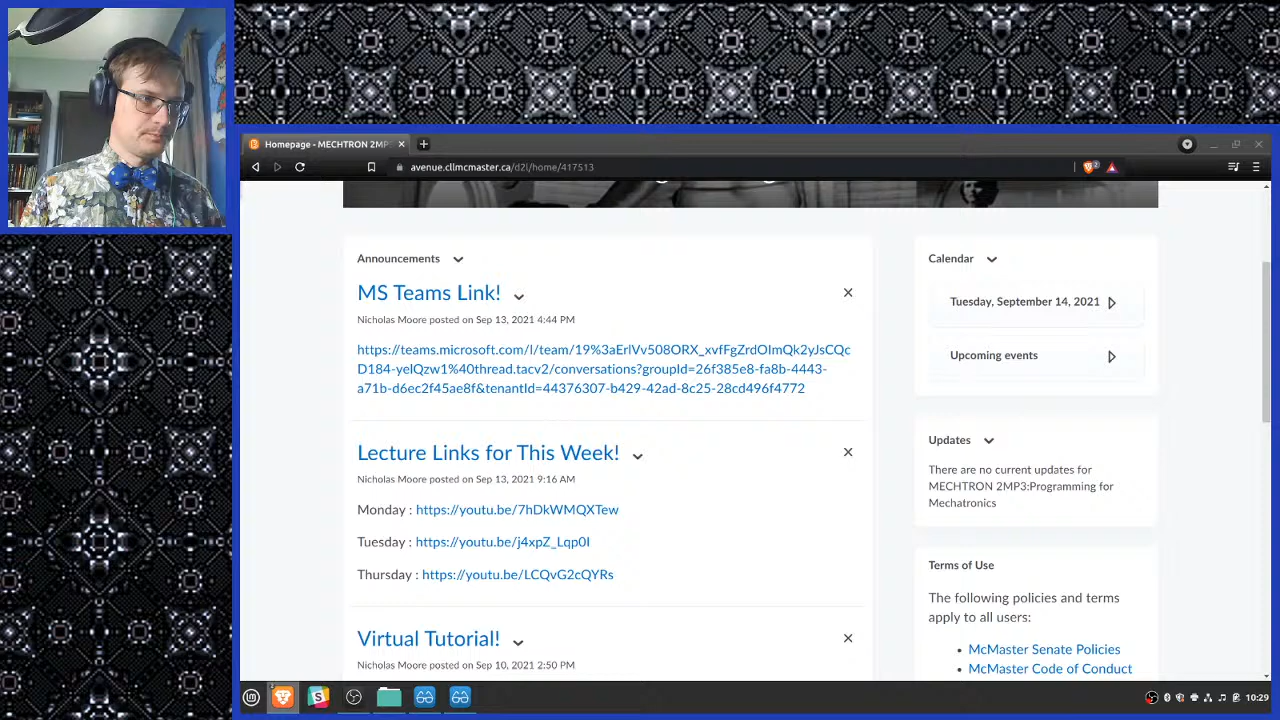 Homepage - MECHTRON 2MP
avenue.cllmcmaster.ca/d2l/home/417513
2
Announcements
MS Teams Link!
Nicholas Moore posted on Sep 13, 2021 4:44 PM
https://teams.microsoft.com/l/team/19%3aErlVv508ORX_xvfFgZrdOImQk2yJsCQc
D184-yeIQzw1%40thread.tacv2/conversations?groupId=26f385e8-fa8b-4443-
a71b-d6ec2f45ae8f&tenantId=44376307-b429-42ad-8c25-28cd496f4772
Lecture Links for This Week!
Nicholas Moore posted on Sep 13, 2021 9:16 AM
Monday : https://youtu.be/7hDkWMQXTew
Tuesday : https://youtu.be/j4xpZ_Lqp0I
Thursday : https://youtu.be/LCQvG2cQYRs
Virtual Tutorial!
Nicholas Moore posted on Sep 10, 2021 2:50 PM
Calendar
Tuesday, September 14, 2021
Upcoming events
Updates
There are no current updates for
MECHTRON 2MP3:Programming for
Mechatronics
Terms of Use
The following policies and terms
apply to all users:
• McMaster Senate Policies
• McMaster Code of Conduct
10:29